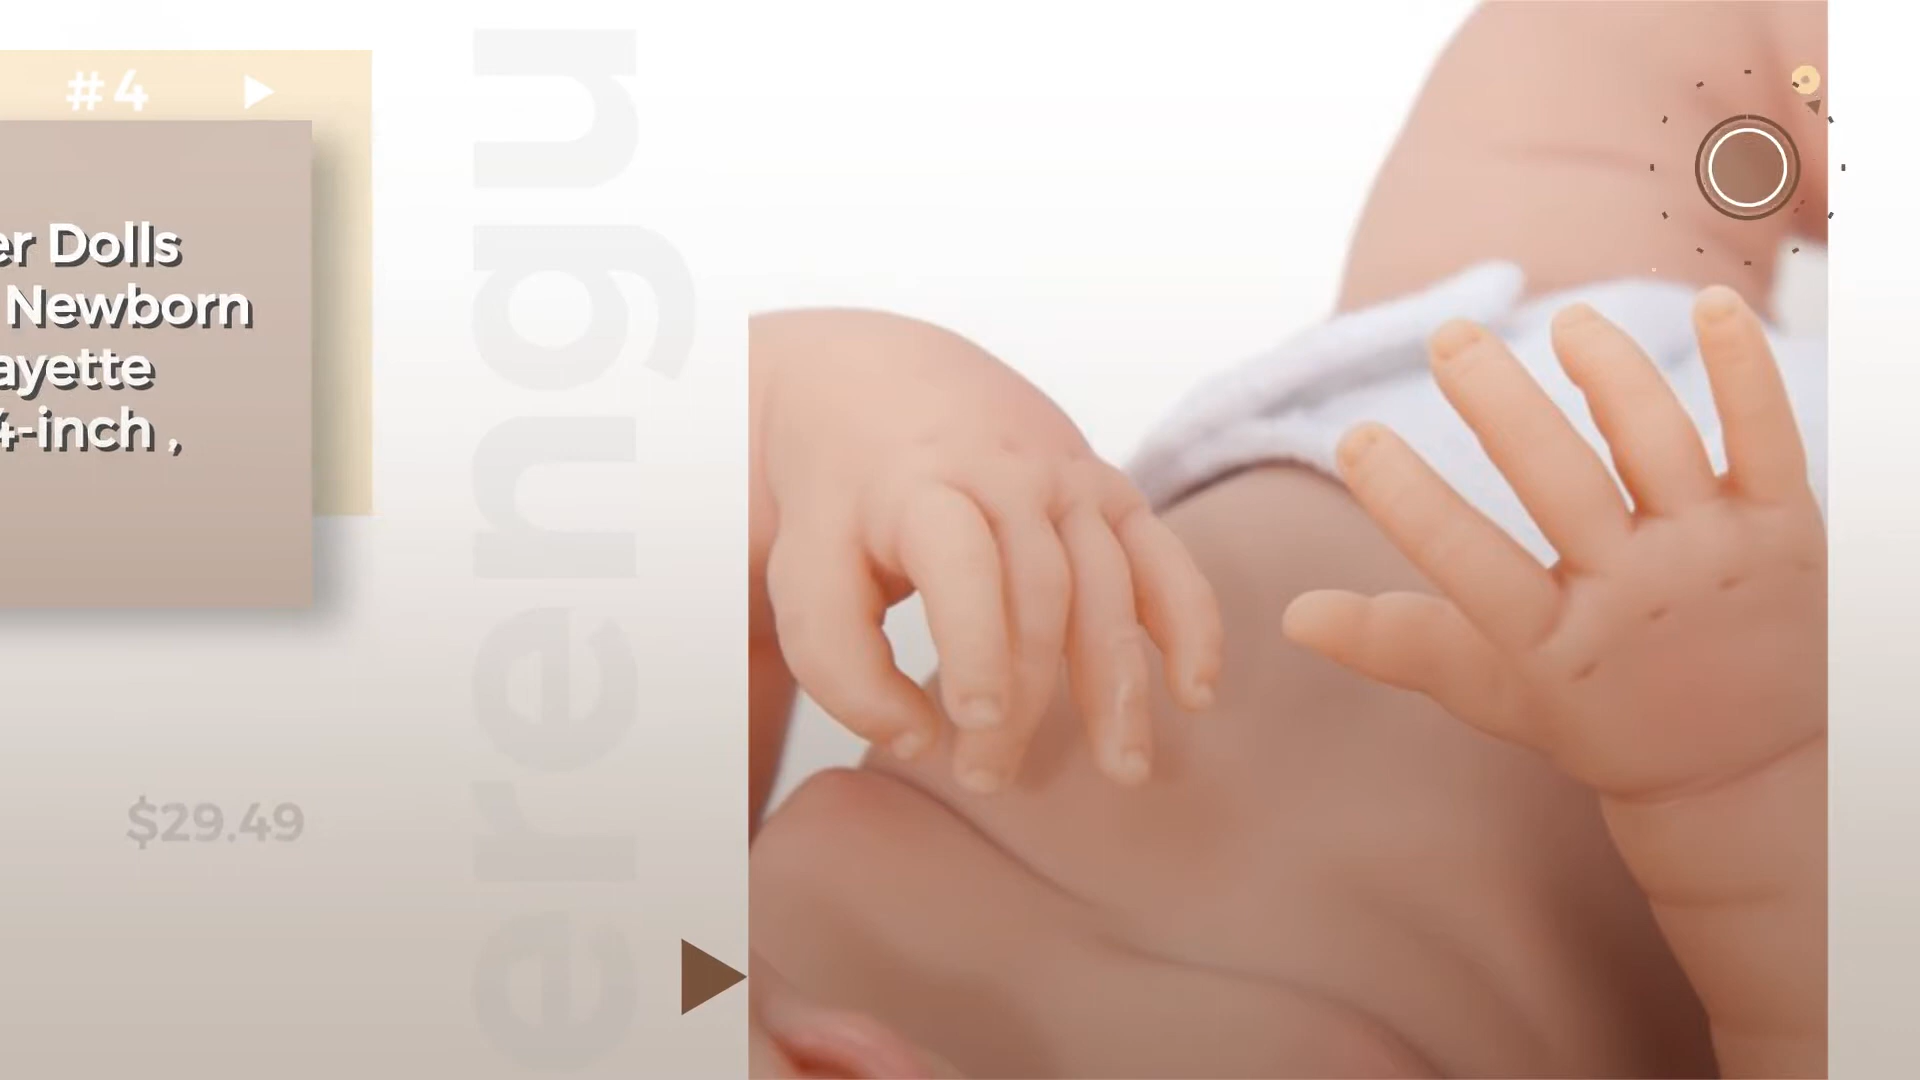 #4
er Dolls
Newborn
ayette
4-inch ,
$29.49
erengu